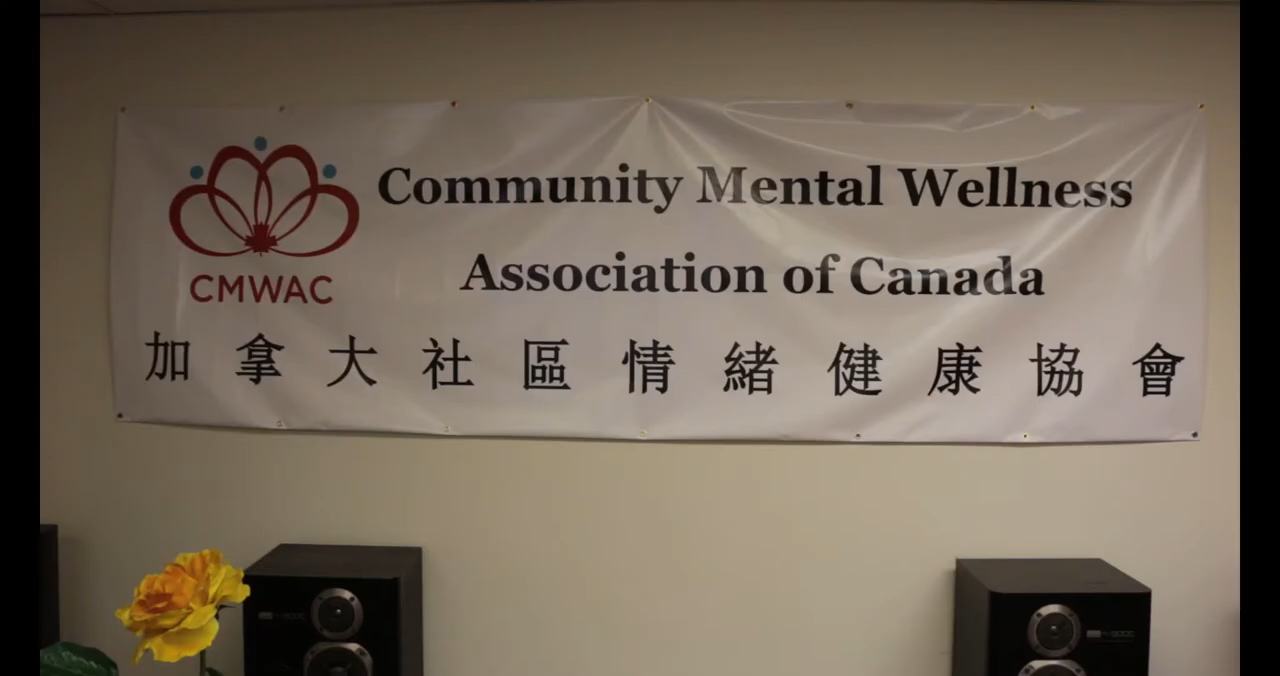 Community Mental Wellness
Association of Canada
CMWAC
加拿大社區情緒健康協會